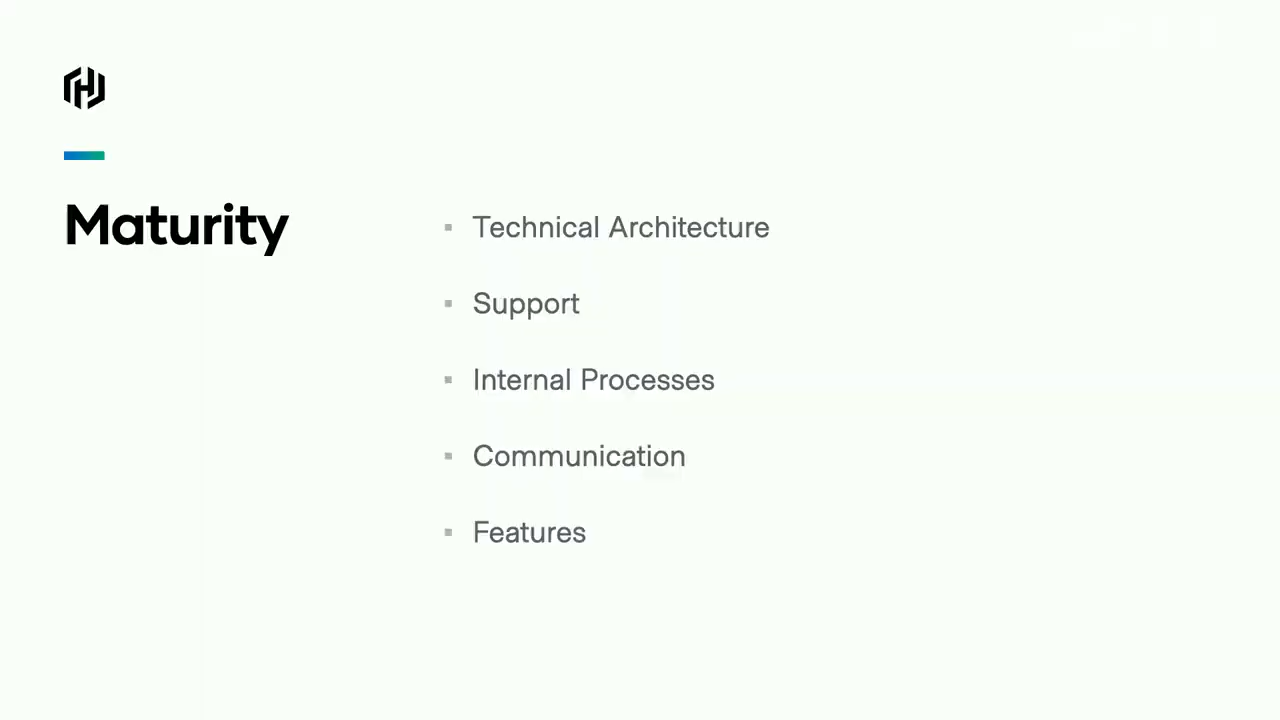 Maturity
Technical Architecture
Support
Internal Processes
Communication
Features